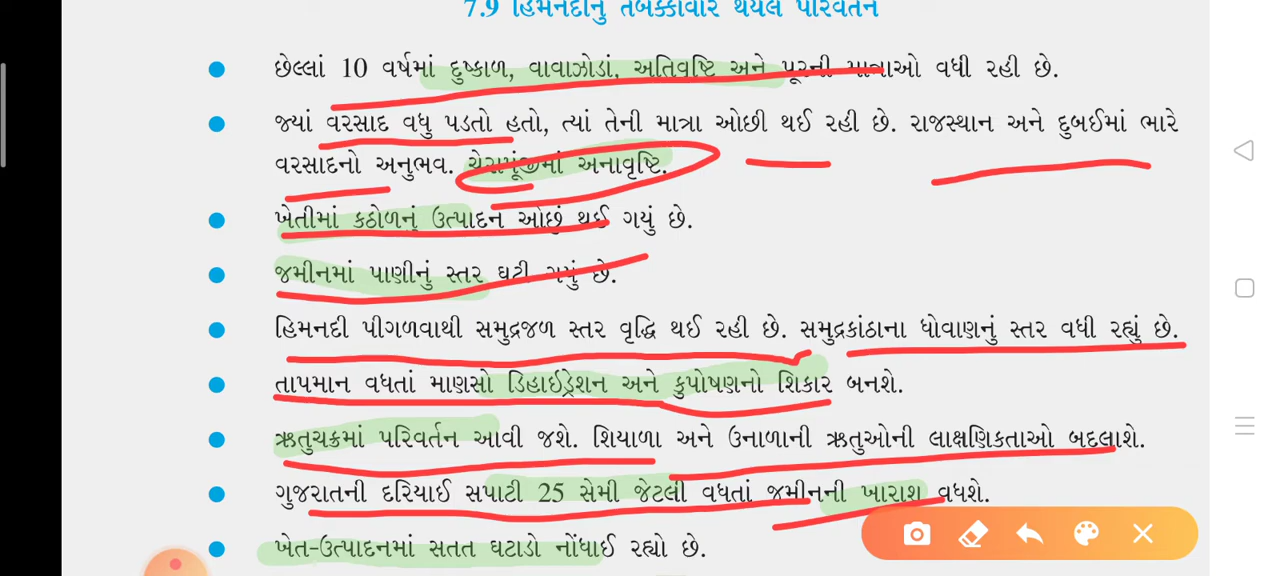 7.9 હિમનદીનું તબક્કાવાર થયેલ પરિવર્તન
છેલ્લાં 10 વર્ષમાં દુષ્કાળ, વાવાઝોડાં, અતિવૃષ્ટિ અને પૂરની માત્રાઓ વધી રહી છે.
જ્યાં વરસાદ વધુ પડતો હતો, ત્યાં તેની માત્રા ઓછી થઈ રહી છે. રાજસ્થાન અને દુબઈમાં ભારે
વરસાદનો અનુભવ. ચેરાપૂંજીમાં અનાવૃષ્ટિ.
ખેતીમાં કઠોળનું ઉત્પાદન ઓછું થઈ ગયું છે.
જમીનમાં પાણીનું સ્તર ઘટી ગયું છે.
હિમનદી પીગળવાથી સમુદ્રજળ સ્તર વૃદ્ધિ થઈ રહી છે. સમુદ્રકાંઠાના ધોવાણનું સ્તર વધી રહ્યું છે.
તાપમાન વધતાં માણસો ડિહાઇડ્રેશન અને કુપોષણનો શિકાર બનશે.
ઋતુચક્રમાં પરિવર્તન આવી જશે. શિયાળા અને ઉનાળાની ઋતુઓની લાક્ષણિકતાઓ બદલાશે.
ગુજરાતની દરિયાઈ સપાટી 25 સેમી જેટલી વધતાં જમીનની ખારાશ વધશે.
ખેત-ઉત્પાદનમાં સતત ઘટાડો નોંધાઈ રહ્યો છે.